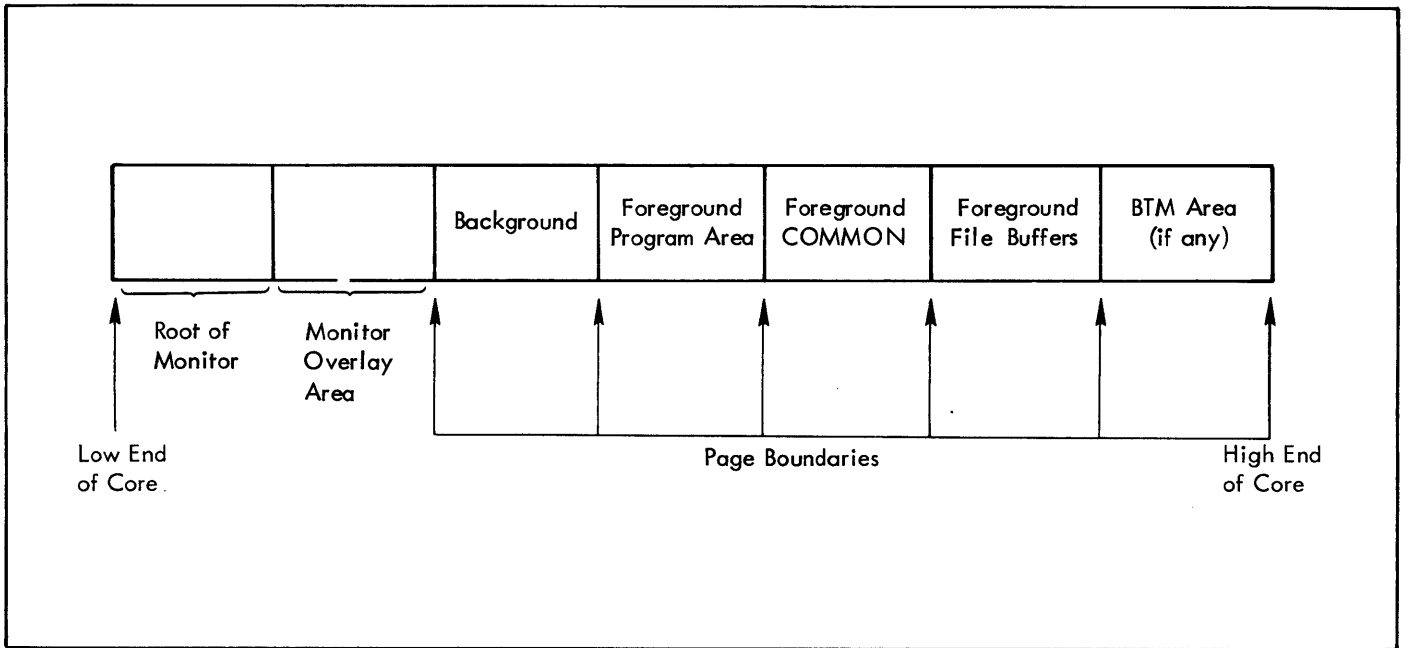 Background
Foreground
Program Area
Foreground
COMMON
Foreground
File Buffers
BTM Area
(if any)
Root of
Monitor
Monitor
Overlay
Area
Low End
of Core
Page Boundaries
High End
of Core